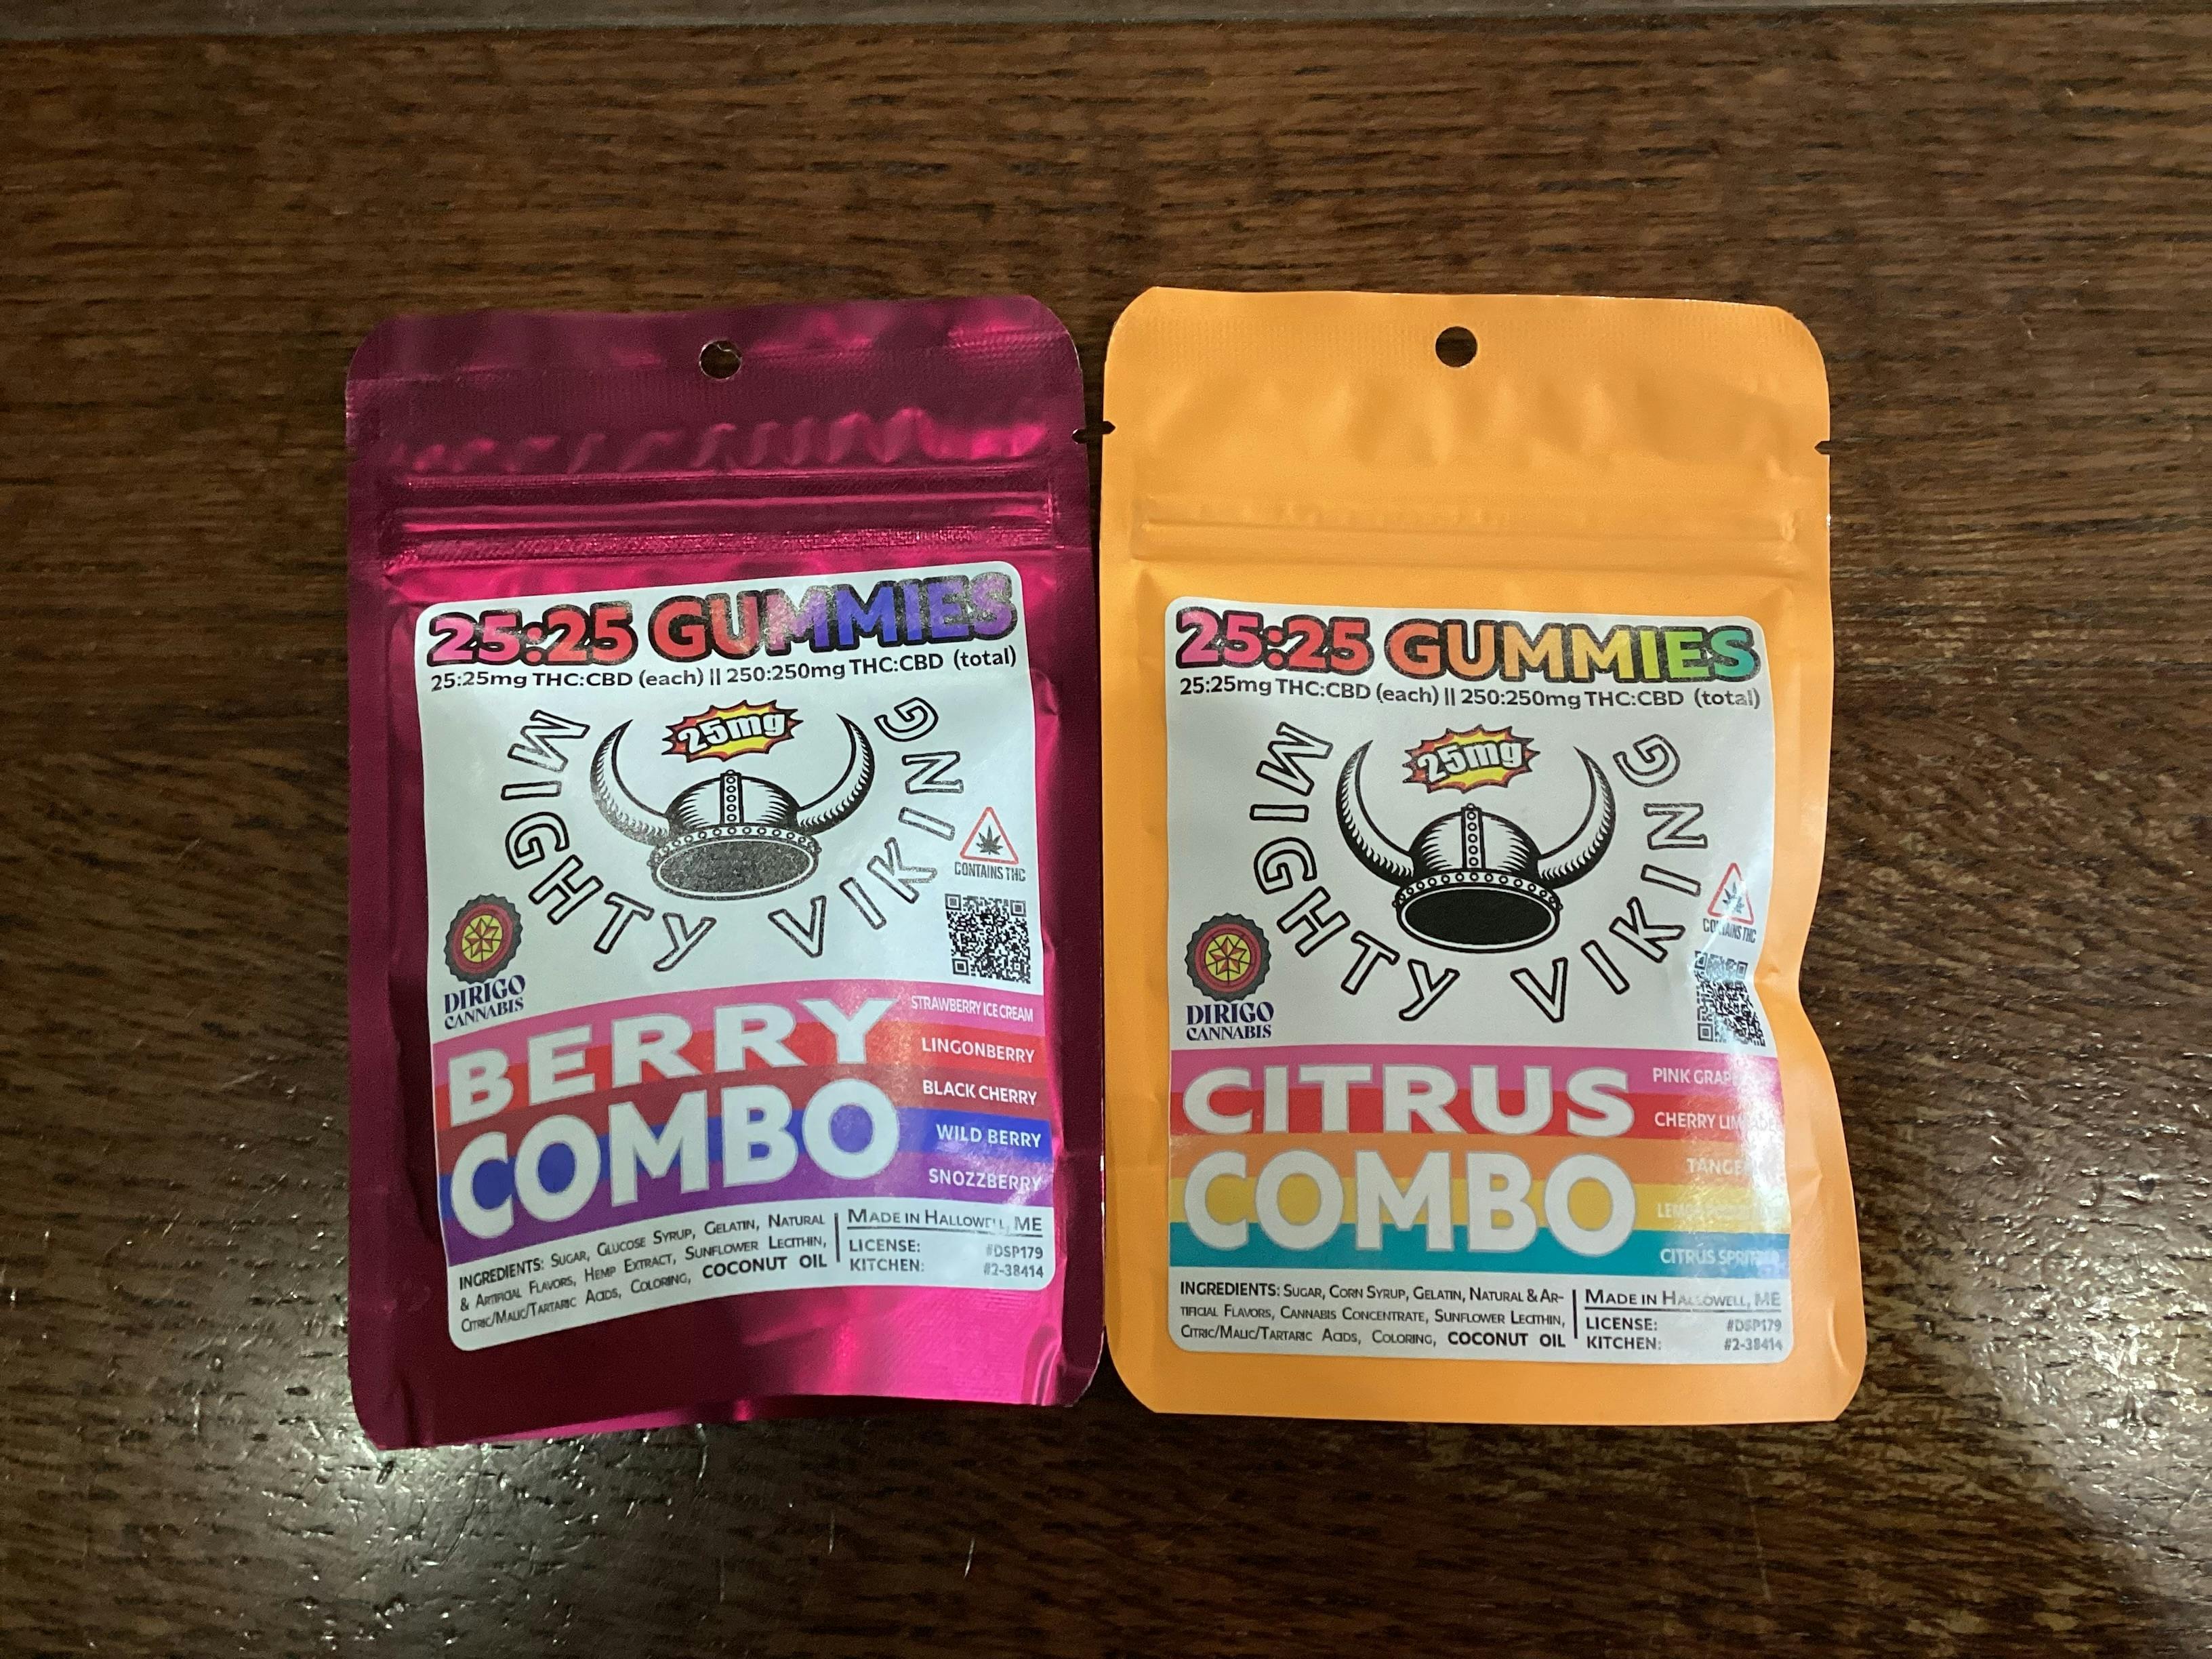 25:25 GUMMIES
25:25mg THC:CBD (each) || 250:250mg THC:CBD (total)
25mg
MIGHTY VIKING
CONTAINS THC
DIRIGO
CANNABIS
BERRY
COMBO
STRAWBERRY ICE CREAM
LINGONBERRY
BLACK CHERRY
WILD BERRY
SNOZZBERRY
INGREDIENTS: SUGAR, GLUCOSE SYRUP, GELATIN, NATURAL
& ARTIFICIAL FLAVORS, HEMP EXTRACT, SUNFLOWER LECITHIN,
CITRIC/MALIC/TARTARIC ACIDS, COLORING, COCONUT OIL
MADE IN HALLOWELL, ME
LICENSE: #DSP179
KITCHEN: #2-38414
25:25 GUMMIES
25:25mg THC:CBD (each) || 250:250mg THC:CBD (total)
25mg
MIGHTY VIKING
CONTAINS THC
DIRIGO
CANNABIS
CITRUS
COMBO
PINK
CHERRY
CITRUS
INGREDIENTS: SUGAR, CORN SYRUP, GELATIN, NATURAL & AR-
TIFICIAL FLAVORS, CANNABIS CONCENTRATE, SUNFLOWER LECITHIN,
CITRIC/MALIC/TARTARIC ACIDS, COLORING, COCONUT OIL
MADE IN HALLOWELL, ME
LICENSE: #DSP179
KITCHEN: #2-38414